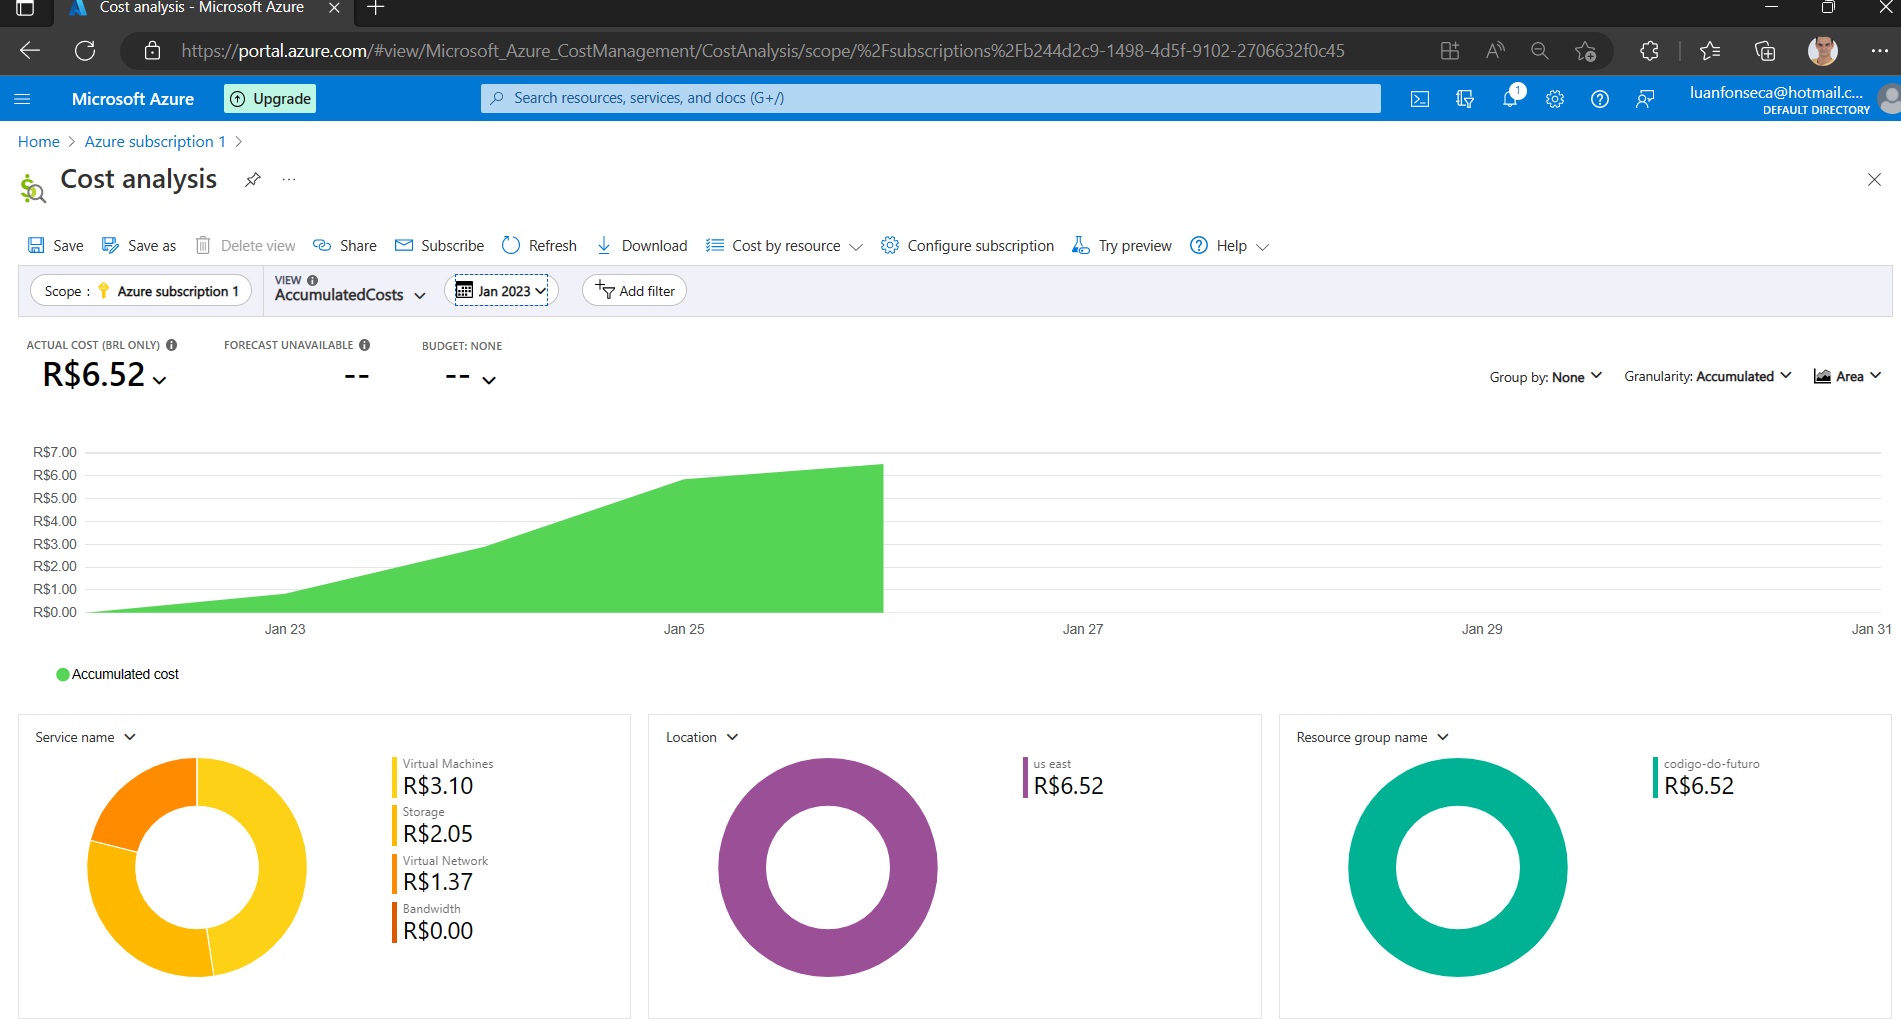 Cost analysis - Microsoft Azure
https://portal.azure.com/#view/Microsoft_Azure_CostManagement/CostAnalysis/scope/%2Fsubscriptions%2Fb244d2c9-1498-4d5f-9102-2706632f0c45
Microsoft Azure
Upgrade
Search resources, services, and docs (G+/)
1
luanfonseca@hotmail.c...
DEFAULT DIRECTORY
Home > Azure subscription 1 >
Cost analysis
Save Save as Delete view Share Subscribe Refresh Download Cost by resource Configure subscription Try preview Help
Scope : Azure subscription 1
VIEW
AccumulatedCosts
Jan 2023
Add filter
ACTUAL COST (BRL ONLY)
R$6.52
FORECAST UNAVAILABLE
--
BUDGET: NONE
--
Group by: None
Granularity: Accumulated
Area
R$7.00
R$6.00
R$5.00
R$4.00
R$3.00
R$2.00
R$1.00
R$0.00
Jan 23 Jan 25 Jan 27 Jan 29 Jan 31
Accumulated cost
Service name
Virtual Machines
R$3.10
Storage
R$2.05
Virtual Network
R$1.37
Bandwidth
R$0.00
Location
us east
R$6.52
Resource group name
codigo-do-futuro
R$6.52